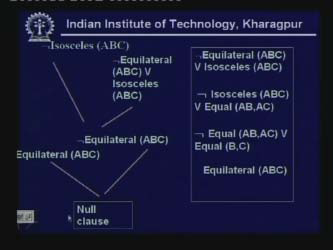 Indian Institute of Technology, Kharagpur
¬Isosceles (ABC)
¬Equilateral
(ABC) V
Isosceles
(ABC)
¬Equilateral (ABC)
Equilateral (ABC)
Null
clause
¬Equilateral (ABC)
V Isosceles (ABC)
¬ Isosceles (ABC)
V Equal (AB,AC)
¬ Equal (AB,AC) V
Equal (B,C)
Equilateral (ABC)